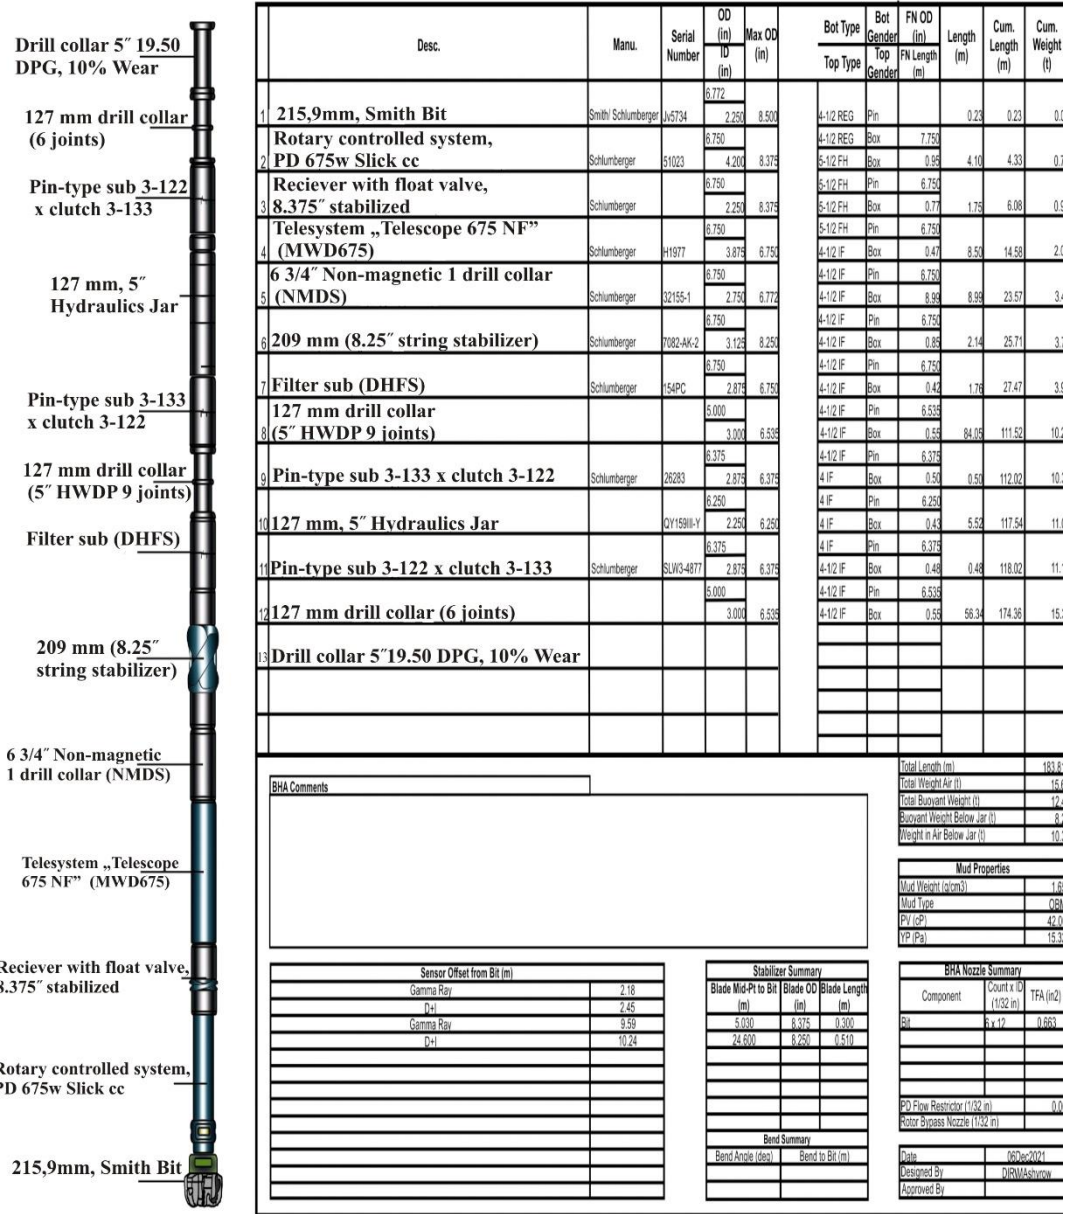 Drill collar 5″ 19.50
DPG, 10% Wear
127 mm drill collar
(6 joints)
Pin-type sub 3-122
x clutch 3-133
127 mm, 5″
Hydraulics Jar
Pin-type sub 3-133
x clutch 3-122
127 mm drill collar
(5″ HWDP 9 joints)
Filter sub (DHFS)
209 mm (8.25″
string stabilizer)
6 3/4″ Non-magnetic
1 drill collar (NMDS)
Telesystem „Telescope
675 NF” (MWD675)
Reciever with float valve,
8.375″ stabilized
Rotary controlled system,
PD 675w Slick cc
215,9mm, Smith Bit
Desc. Manu. Serial Number OD (in) ID (in) Max OD (in) Bot Type Top Type Bot Gender Top Gender FN OD (in) FN Length (m) Length (m) Cum. Length (m) Cum. Weight (t)
6.772
1 215,9mm, Smith Bit Smith/ Schlumberger Jv5734 2.250 8.500 4-1/2 REG Pin 0.23 0.23
Rotary controlled system, 6.750 4-1/2 REG Box 7.750
2 PD 675w Slick cc Schlumberger 51023 4.200 8.375 5-1/2 FH Box 0.95 4.10 4.33
Reciever with float valve, 6.750 5-1/2 FH Pin 6.750
3 8.375″ stabilized Schlumberger 2.250 8.375 5-1/2 FH Box 0.77 1.75 6.08
Telesystem „Telescope 675 NF” 6.750 5-1/2 FH Pin 6.750
4 (MWD675) Schlumberger H1977 3.875 6.750 4-1/2 IF Box 0.47 8.50 14.58
6 3/4″ Non-magnetic 1 drill collar 6.750 4-1/2 IF Pin 6.750
5 (NMDS) Schlumberger 32155-1 2.750 6.772 4-1/2 IF Box 8.99 8.99 23.57
6.750 4-1/2 IF Pin 6.750
6 209 mm (8.25″ string stabilizer) Schlumberger 7082-AK-2 3.125 8.250 4-1/2 IF Box 0.85 2.14 25.71
6.750 4-1/2 IF Pin 6.750
7 Filter sub (DHFS) Schlumberger 154PC 2.875 6.750 4-1/2 IF Box 0.42 1.76 27.47
127 mm drill collar 5.000 4-1/2 IF Pin 6.535
8 (5″ HWDP 9 joints) 3.000 6.535 4-1/2 IF Box 0.55 84.05 111.52
6.375 4-1/2 IF Pin 6.375
9 Pin-type sub 3-133 x clutch 3-122 Schlumberger 26283 2.875 6.375 4 IF Box 0.50 0.50 112.02
6.250 4 IF Pin 6.250
10 127 mm, 5″ Hydraulics Jar QY159III-Y 2.250 6.250 4 IF Box 0.43 5.52 117.54
6.375 4 IF Pin 6.375
11 Pin-type sub 3-122 x clutch 3-133 Schlumberger SLW3-4877 2.875 6.375 4-1/2 IF Box 0.48 0.48 118.02
5.000 4-1/2 IF Pin 6.535
12 127 mm drill collar (6 joints) 3.000 6.535 4-1/2 IF Box 0.55 56.34 174.36
13 Drill collar 5″19.50 DPG, 10% Wear
BHA Comments
Total Length (m)
Total Weight Air (t)
Total Buoyant Weight (t)
Buoyant Weight Below Jar (t)
Weight in Air Below Jar (t)
Mud Properties
Mud Weight (g/cm3)
Mud Type
PV (cP)
YP (Pa)
Sensor Offset from Bit (m)
Gamma Ray 2.18
D+I 2.45
Gamma Ray 9.59
D+I 10.24
Stabilizer Summary
Blade Mid-Pt to Bit (m) Blade OD (in) Blade Length (m)
5.030 8.375 0.300
24.600 8.250 0.510
Bend Summary
Bend Angle (deg) Bend to Bit (m)
BHA Nozzle Summary
Component Count x ID (1/32 in) TFA (in2)
Bit 6 x 12 0.663
PD Flow Restrictor (1/32 in)
Rotor Bypass Nozzle (1/32 in)
Date 06Dec2021
Designed By DIRMAshyrow
Approved By